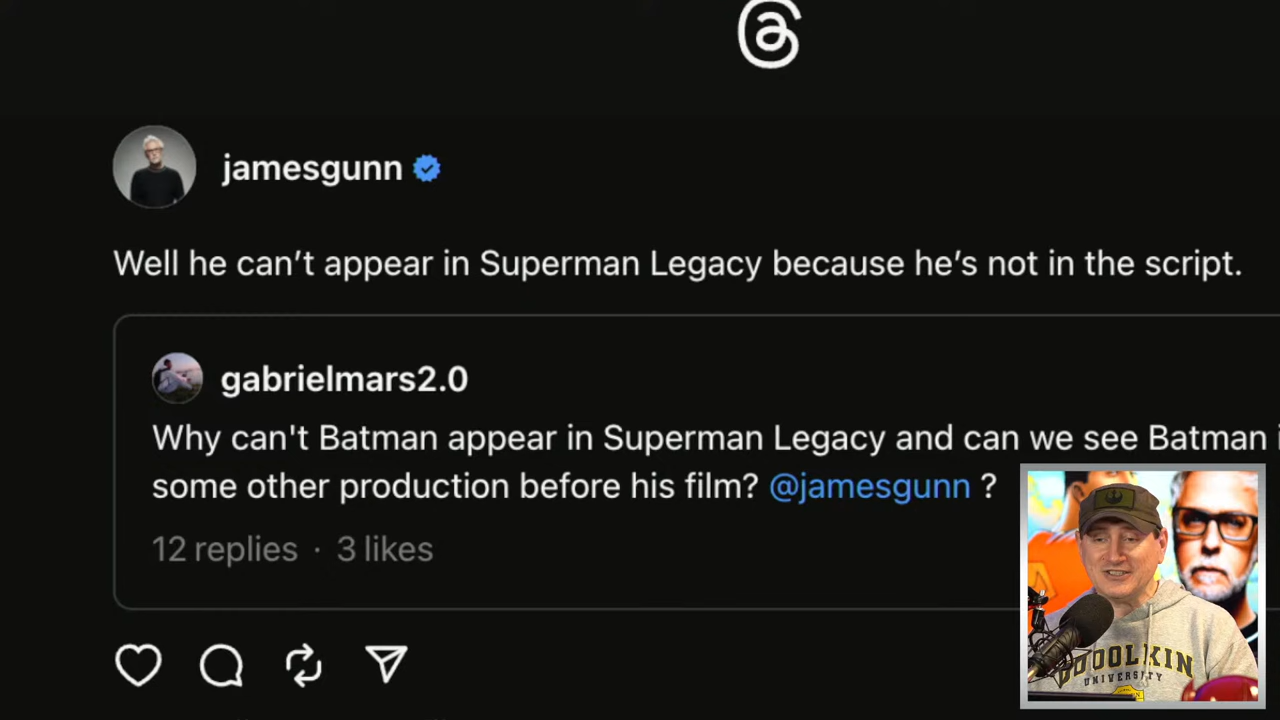 jamesgunn
Well he can’t appear in Superman Legacy because he’s not in the script.
gabrielmars2.0
Why can't Batman appear in Superman Legacy and can we see Batman
some other production before his film? @jamesgunn ?
12 replies · 3 likes
UNIVERSITY